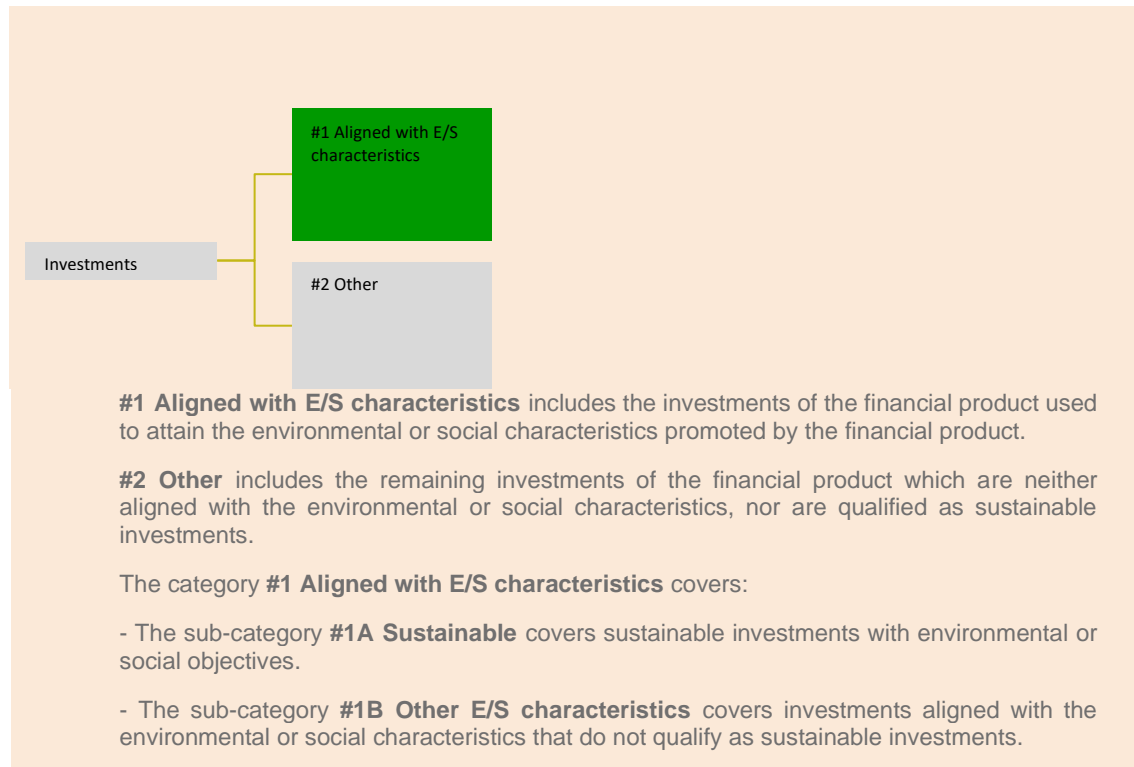 #1 Aligned with E/S
characteristics
Investments
#2 Other
#1 Aligned with E/S characteristics includes the investments of the financial product used
to attain the environmental or social characteristics promoted by the financial product.
#2 Other includes the remaining investments of the financial product which are neither
aligned with the environmental or social characteristics, nor are qualified as sustainable
investments.
The category #1 Aligned with E/S characteristics covers:
- The sub-category #1A Sustainable covers sustainable investments with environmental or
social objectives.
- The sub-category #1B Other E/S characteristics covers investments aligned with the
environmental or social characteristics that do not qualify as sustainable investments.